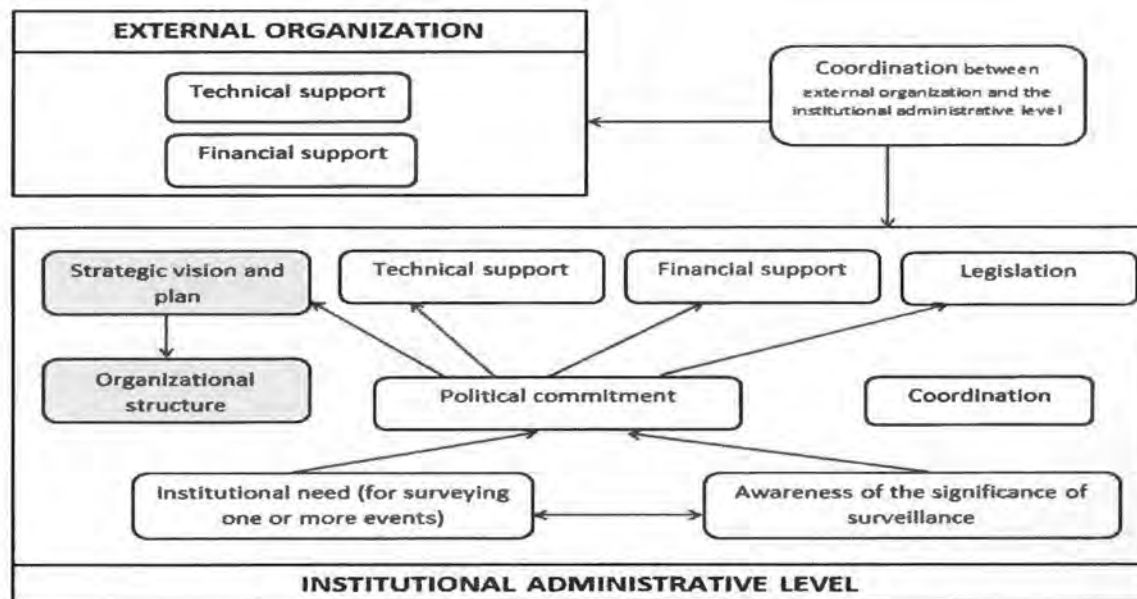 EXTERNAL ORGANIZATION
Technical support
Financial support
Coordination between
external organization and the
institutional administrative level
Strategic vision and
plan
Technical support
Financial support
Legislation
Organizational
structure
Political commitment
Coordination
Institutional need (for surveying
one or more events)
Awareness of the significance of
surveillance
INSTITUTIONAL ADMINISTRATIVE LEVEL